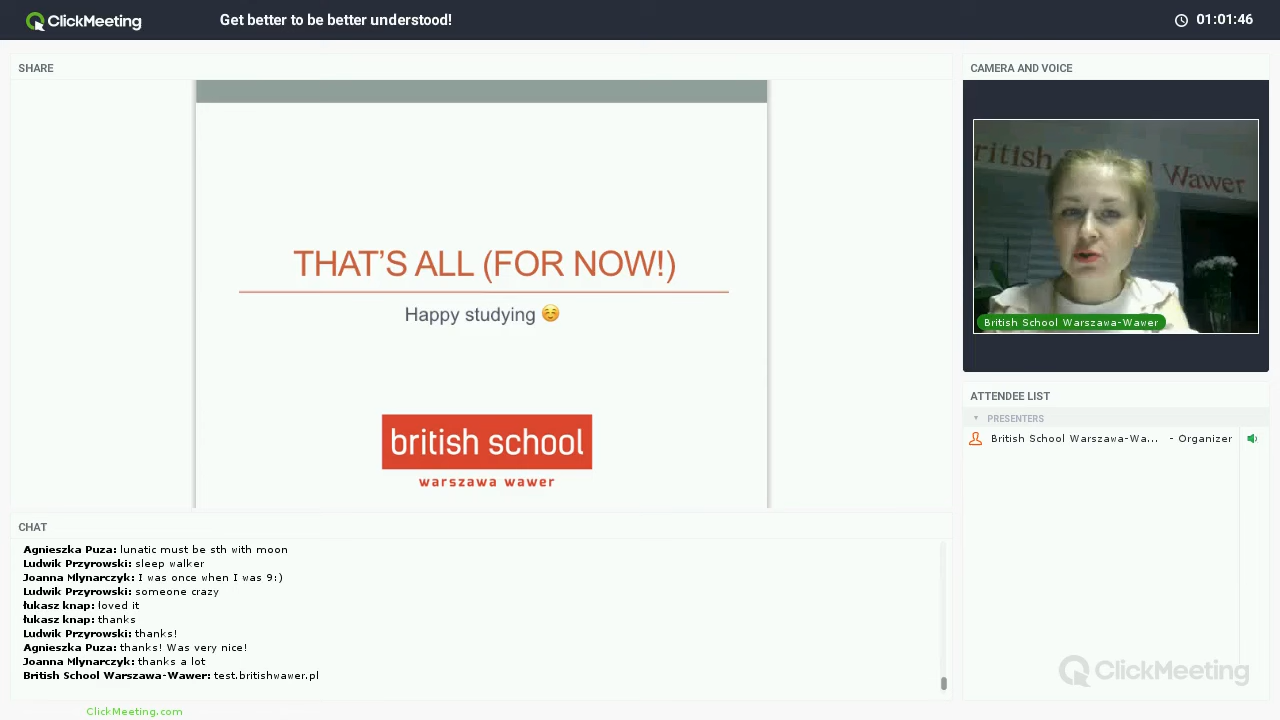 ClickMeeting
Get better to be better understood!
01:01:46
SHARE
CAMERA AND VOICE
THAT'S ALL (FOR NOW!)
Happy studying ☺️
british school
warszawa wawer
ritish Wawer
British School Warszawa-Wawer
ATTENDEE LIST
PRESENTERS
British School Warszawa-Wa... - Organizer
CHAT
Agnieszka Puza: lunatic must be sth with moon
Ludwik Przyrowski: sleep walker
Joanna Mlynarczyk: I was once when I was 9:)
Ludwik Przyrowski: someone crazy
łukasz knap: loved it
łukasz knap: thanks
Ludwik Przyrowski: thanks!
Agnieszka Puza: thanks! Was very nice!
Joanna Mlynarczyk: thanks a lot
British School Warszawa-Wawer: test.britishwawer.pl
ClickMeeting
ClickMeeting.com